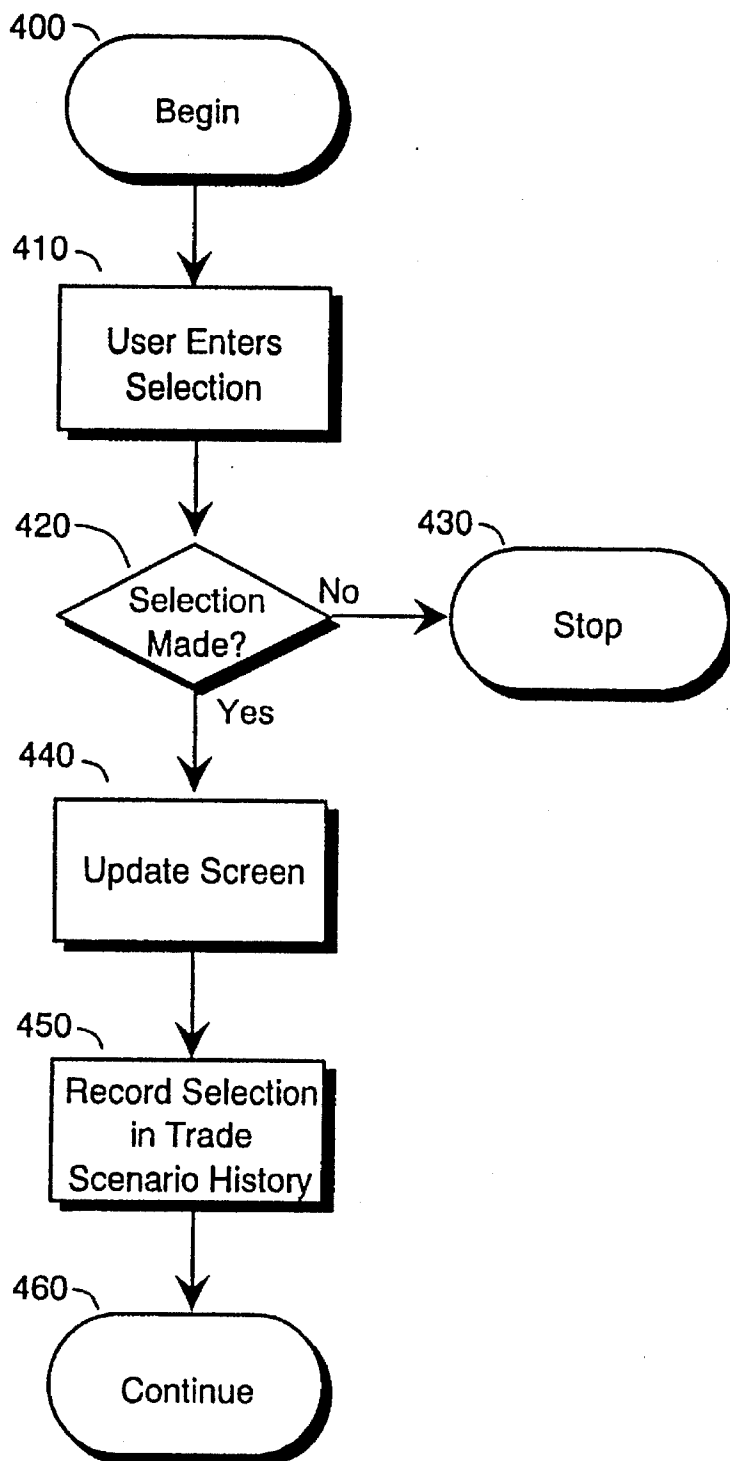 400
Begin
410
User Enters
Selection
420
Selection
Made?
No
430
Stop
Yes
440
Update Screen
450
Record Selection
in Trade
Scenario History
460
Continue